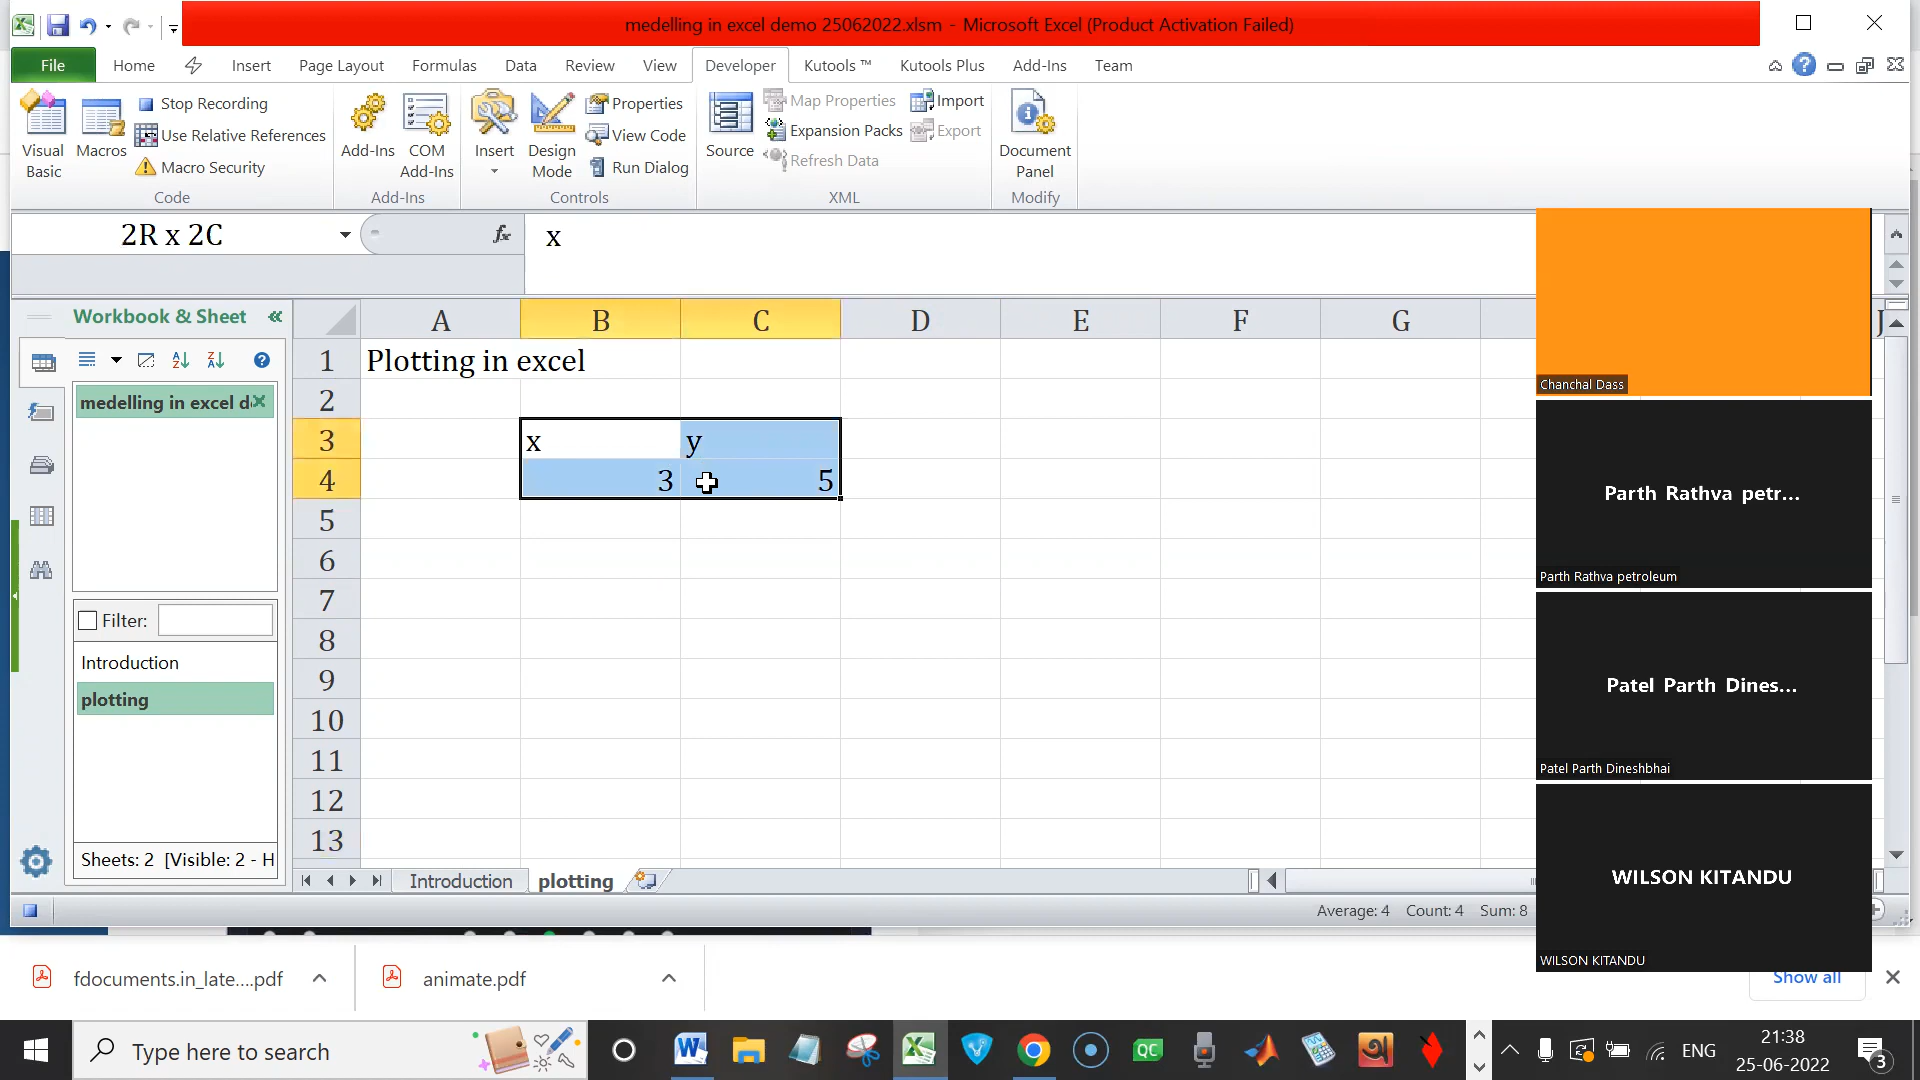 medelling in excel demo 25062022.xlsm - Microsoft Excel (Product Activation Failed)
File Home Insert Page Layout Formulas Data Review View Developer Kutools ™ Kutools Plus Add-Ins Team
Visual Basic
Macros
Stop Recording
Use Relative References
Macro Security
Code
Add-Ins
COM Add-Ins
Add-Ins
Insert
Design Mode
Properties
View Code
Run Dialog
Controls
Source
Map Properties
Expansion Packs
Refresh Data
Import
Export
XML
Document Panel
Modify
2R x 2C
fx
x
Workbook & Sheet
medelling in excel d
Filter:
Introduction
plotting
Sheets: 2 [Visible: 2 - H
A B C D E F G J
1 Plotting in excel
2
3 x y
4 3 5
5
6
7
8
9
10
11
12
13
Introduction plotting
Average: 4 Count: 4 Sum: 8
Chanchal Dass
Parth Rathva petr...
Parth Rathva petroleum
Patel Parth Dines...
Patel Parth Dineshbhai
WILSON KITANDU
WILSON KITANDU
fdocuments.in_late....pdf
animate.pdf
Show all
Type here to search
QC
ENG
21:38
25-06-2022
3